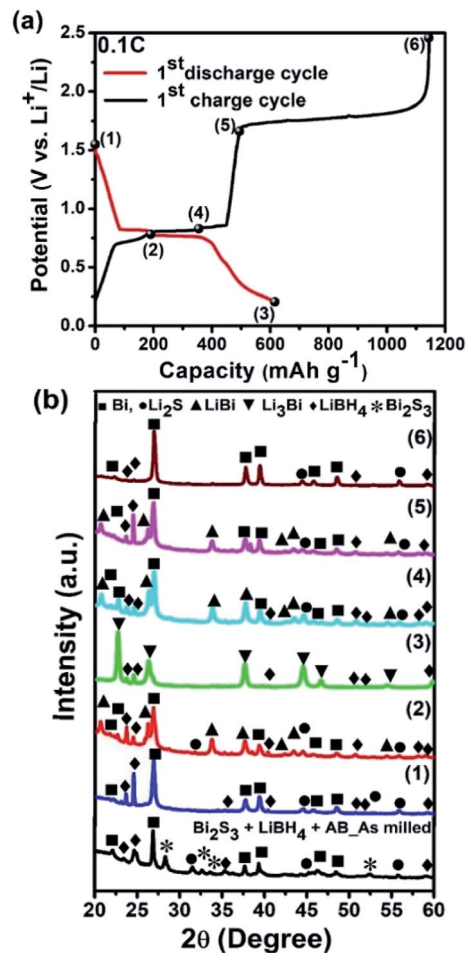 (a)
0.1C
1st discharge cycle
1st charge cycle
(1)
(2)
(3)
(4)
(5)
(6)
Potential (V vs. Li+/Li)
2.5
2.0
1.5
1.0
0.5
0.0
0 200 400 600 800 1000 1200
Capacity (mAh g-1)
(b)
■ Bi, ●Li2S ▲LiBi ▼Li3Bi ♦LiBH4 * Bi2S3
(6)
(5)
(4)
(3)
(2)
(1)
Bi2S3 + LiBH4 + AB_As milled
Intensity (a.u.)
20 25 30 35 40 45 50 55 60
2θ (Degree)